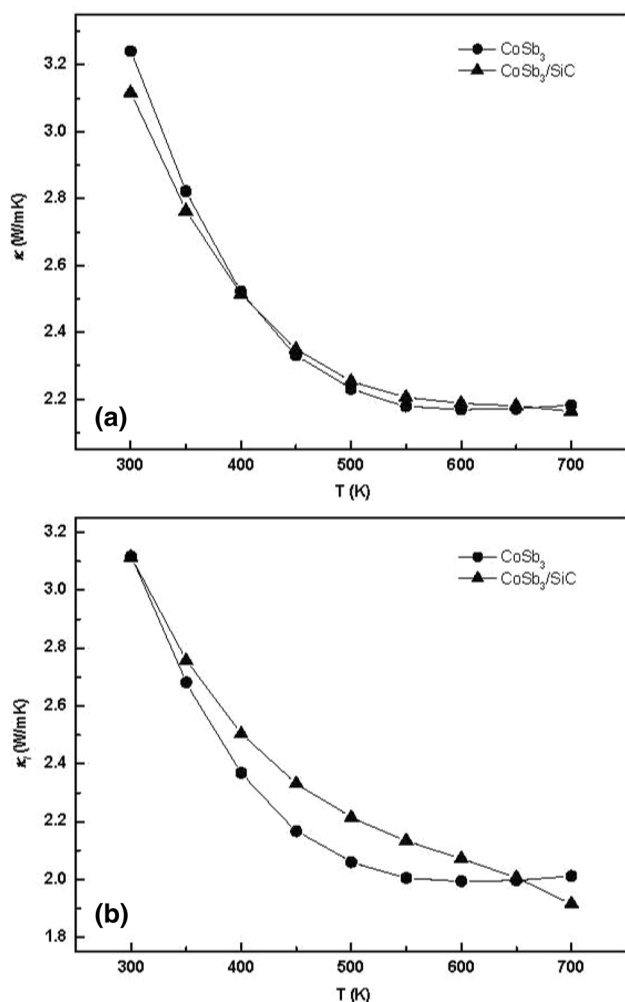 CoSb₃
CoSb₃/SiC
3.2
3.0
2.8
2.6
2.4
2.2
κ (W/mK)
(a)
300 400 500 600 700
T (K)
CoSb₃
CoSb₃/SiC
3.2
3.0
2.8
2.6
2.4
2.2
2.0
1.8
κₗ (W/mK)
(b)
300 400 500 600 700
T (K)